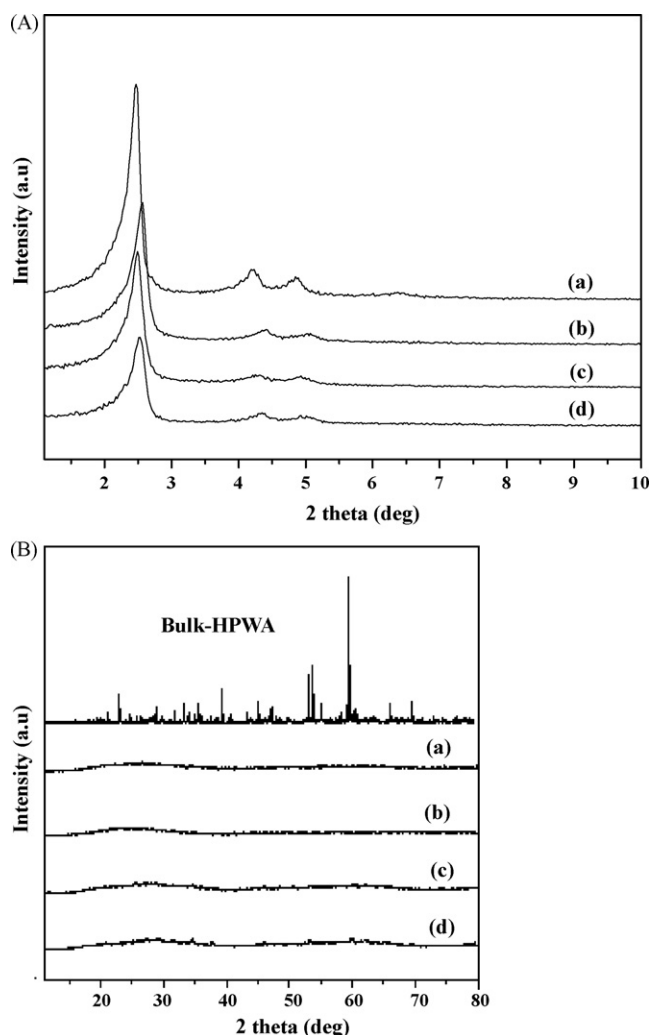 (A)
Intensity (a.u)
(a)
(b)
(c)
(d)
2 3 4 5 6 7 8 9 10
2 theta (deg)
(B)
Bulk-HPWA
Intensity (a.u)
(a)
(b)
(c)
(d)
20 30 40 50 60 70 80
2 theta (deg)